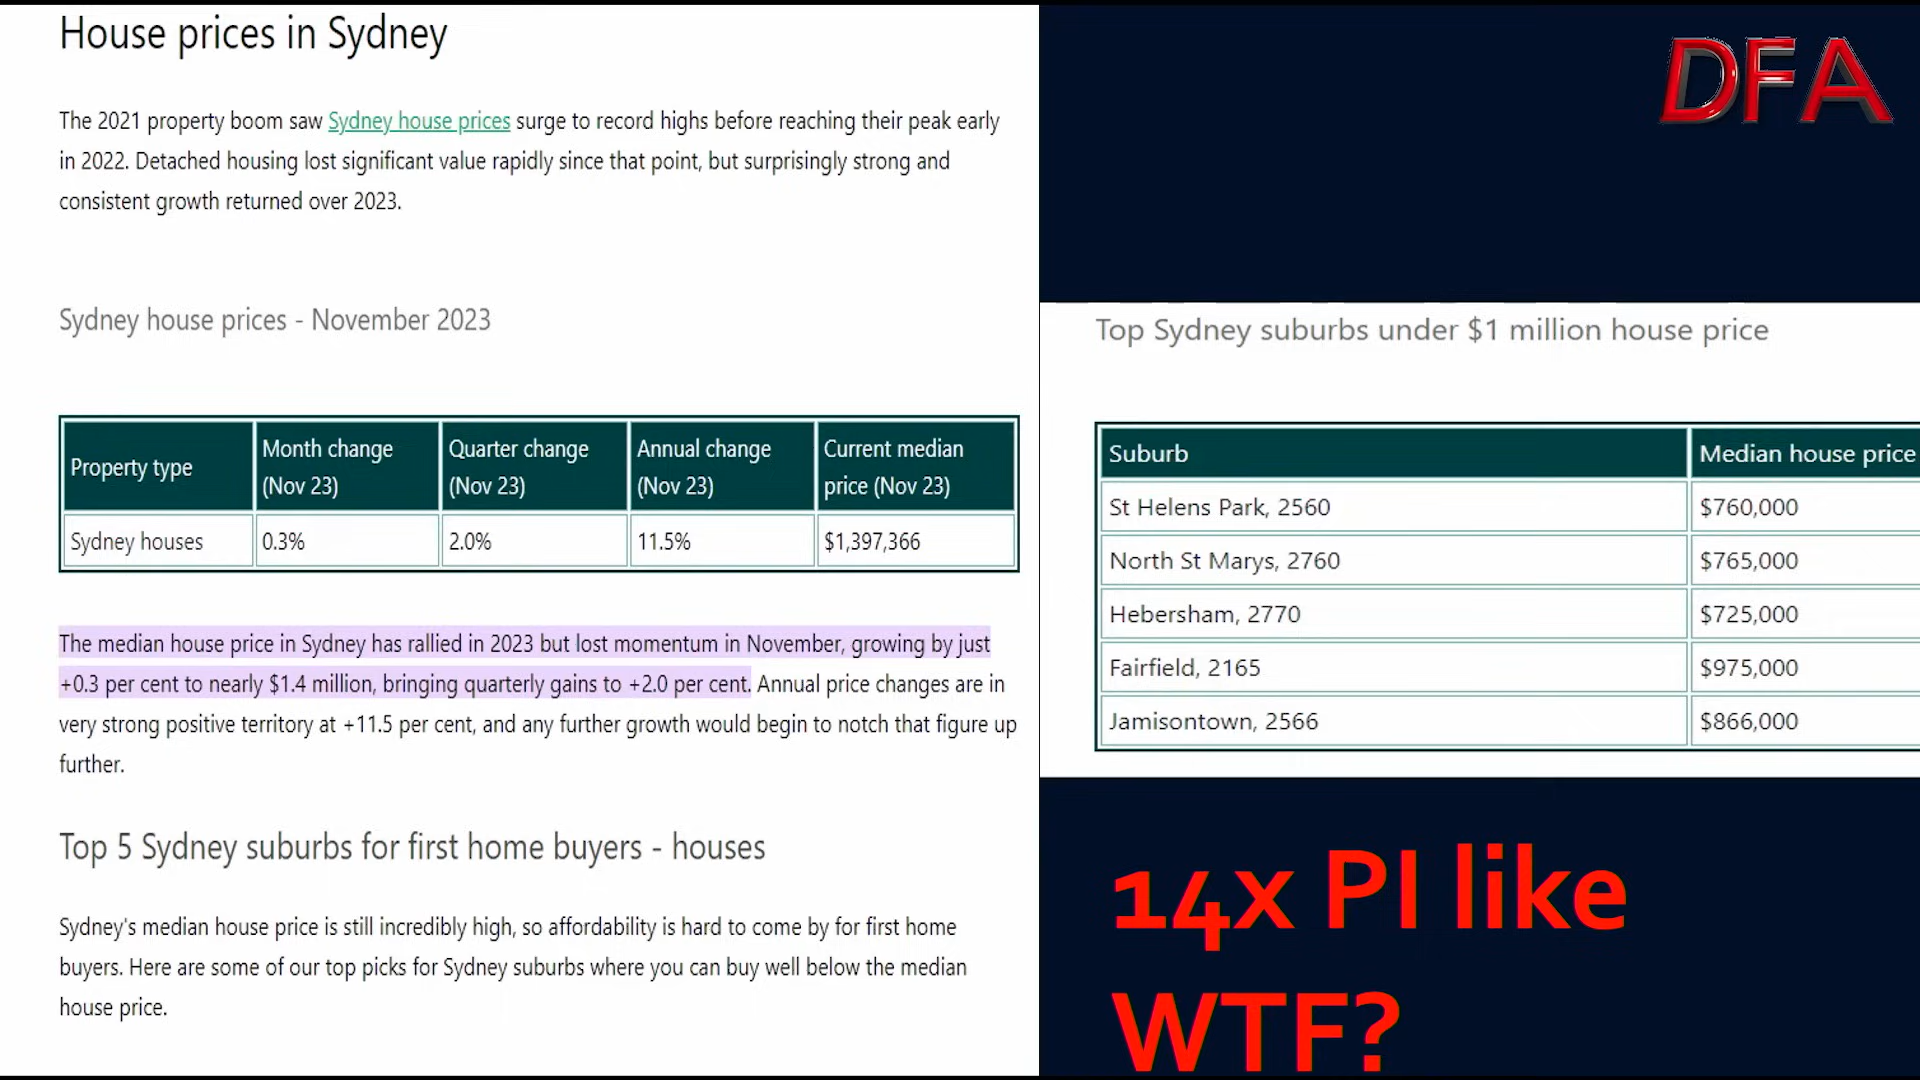 House prices in Sydney
The 2021 property boom saw Sydney house prices surge to record highs before reaching their peak early
in 2022. Detached housing lost significant value rapidly since that point, but surprisingly strong and
consistent growth returned over 2023.
Sydney house prices - November 2023
Property type
Month change
(Nov 23)
Quarter change
(Nov 23)
Annual change
(Nov 23)
Current median
price (Nov 23)
Sydney houses 0.3% 2.0% 11.5% $1,397,366
The median house price in Sydney has rallied in 2023 but lost momentum in November, growing by just
+0.3 per cent to nearly $1.4 million, bringing quarterly gains to +2.0 per cent. Annual price changes are in
very strong positive territory at +11.5 per cent, and any further growth would begin to notch that figure up
further.
Top 5 Sydney suburbs for first home buyers - houses
Sydney's median house price is still incredibly high, so affordability is hard to come by for first home
buyers. Here are some of our top picks for Sydney suburbs where you can buy well below the median
house price.
DFA
Top Sydney suburbs under $1 million house price
Suburb Median house price
St Helens Park, 2560 $760,000
North St Marys, 2760 $765,000
Hebersham, 2770 $725,000
Fairfield, 2165 $975,000
Jamisontown, 2566 $866,000
14x PI like
WTF?